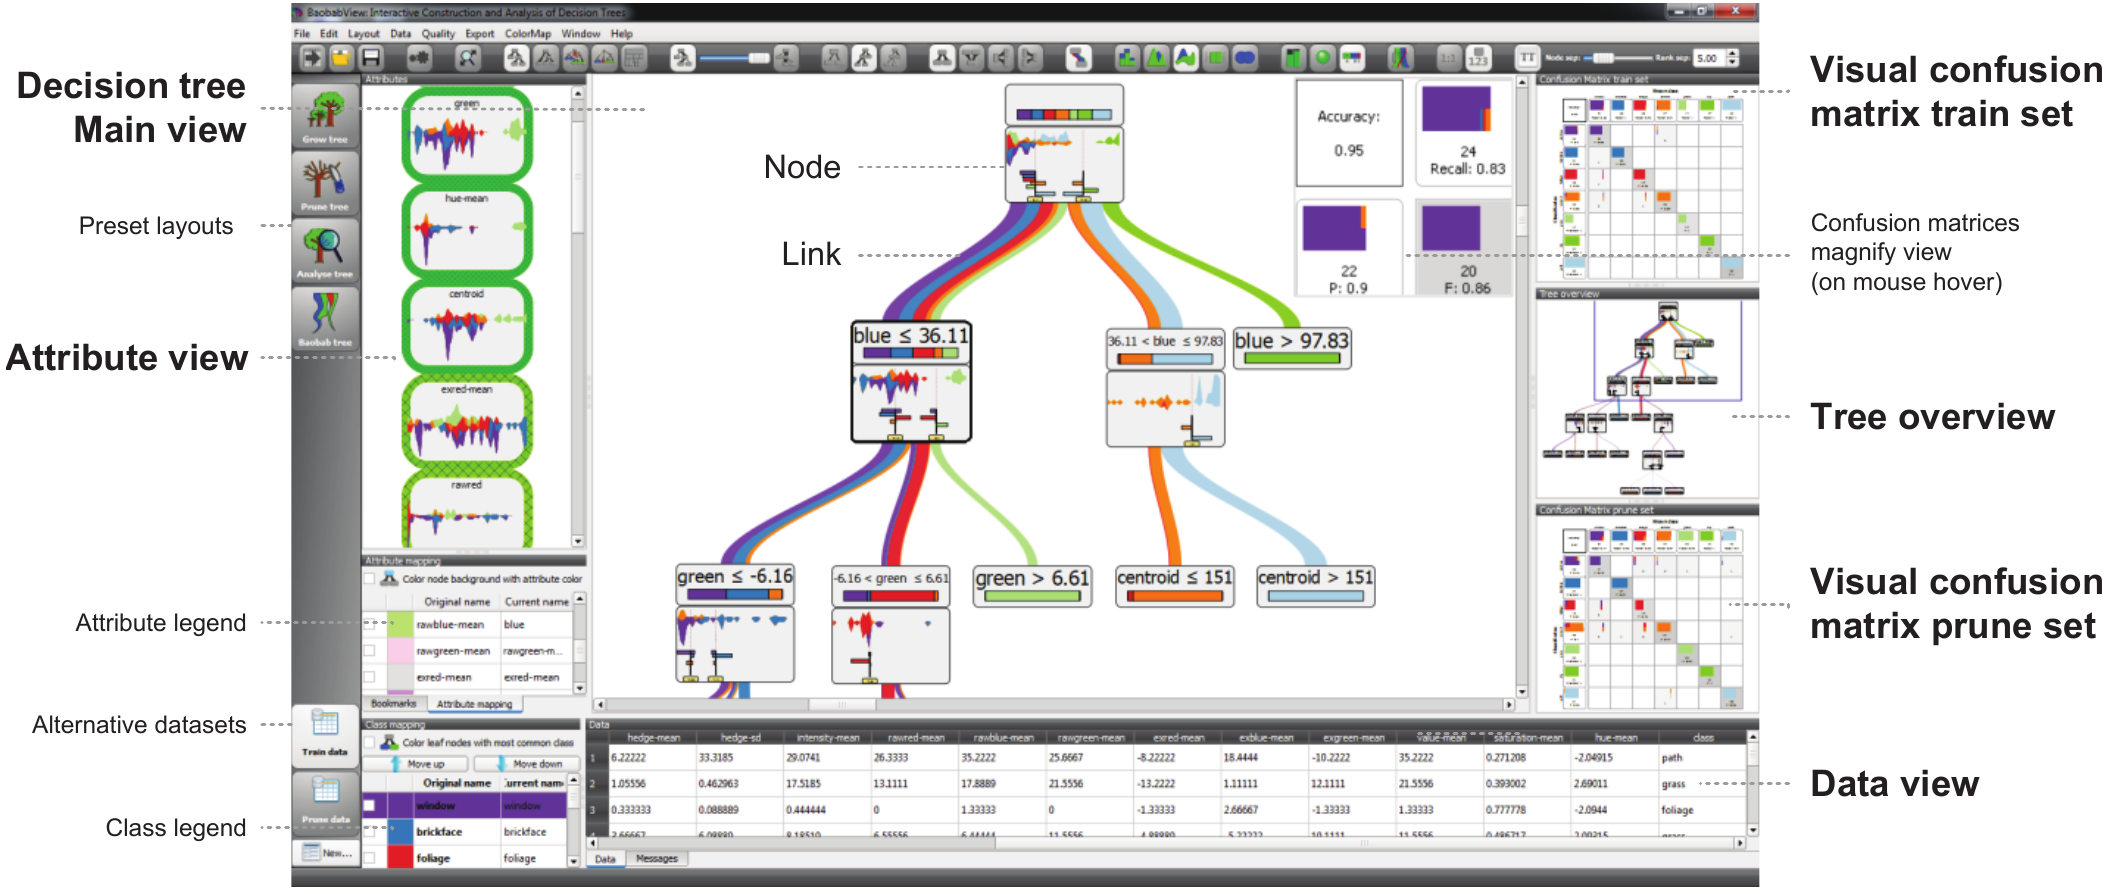 BaobabView: Interactive Construction and Analysis of Decision Trees
File Edit Layout Data Quality Export ColorMap Window Help
1:1 123 TT Node sep: Rank sep: 5.00
Decision tree
Main view
Preset layouts
Attribute view
Attribute legend
Alternative datasets
Class legend
Grow tree
Prune tree
Analyse tree
Baobab tree
Train data
Prune data
New...
Attributes
green
hue-mean
centroid
exred-mean
rawred
Attribute mapping
Color node background with attribute color
Original name Current name
rawblue-mean blue
rawgreen-mean rawgreen-m...
exred-mean exred-mean
Bookmarks Attribute mapping
Class mapping
Color leaf nodes with most common class
Move up Move down
Original name urrent nam
window window
brickface brickface
foliage foliage
Node
Link
blue ≤ 36.11
36.11 < blue ≤ 97.83
blue > 97.83
green ≤ -6.16
-6.16 < green ≤ 6.61
green > 6.61
centroid ≤ 151
centroid > 151
Accuracy:
0.95
24
Recall: 0.83
22
P: 0.9
20
F: 0.86
Data
hedge-mean hedge-sd intensity-mean rawred-mean rawblue-mean rawgreen-mean exred-mean exblue-mean exgreen-mean value-mean saturation-mean hue-mean class
1 6.22222 33.3185 29.0741 26.3333 35.2222 25.6667 -8.22222 18.4444 -10.2222 35.2222 0.271208 -2.04915 path
2 1.05556 0.462963 17.5185 13.1111 17.8889 21.5556 -13.2222 1.11111 12.1111 21.5556 0.393002 2.69011 grass
3 0.333333 0.088889 0.444444 0 1.33333 0 -1.33333 2.66667 -1.33333 1.33333 0.777778 -2.0944 foliage
Data Messages
Confusion Matrix train set
Tree overview
Confusion Matrix prune set
Visual confusion
matrix train set
Confusion matrices
magnify view
(on mouse hover)
Tree overview
Visual confusion
matrix prune set
Data view